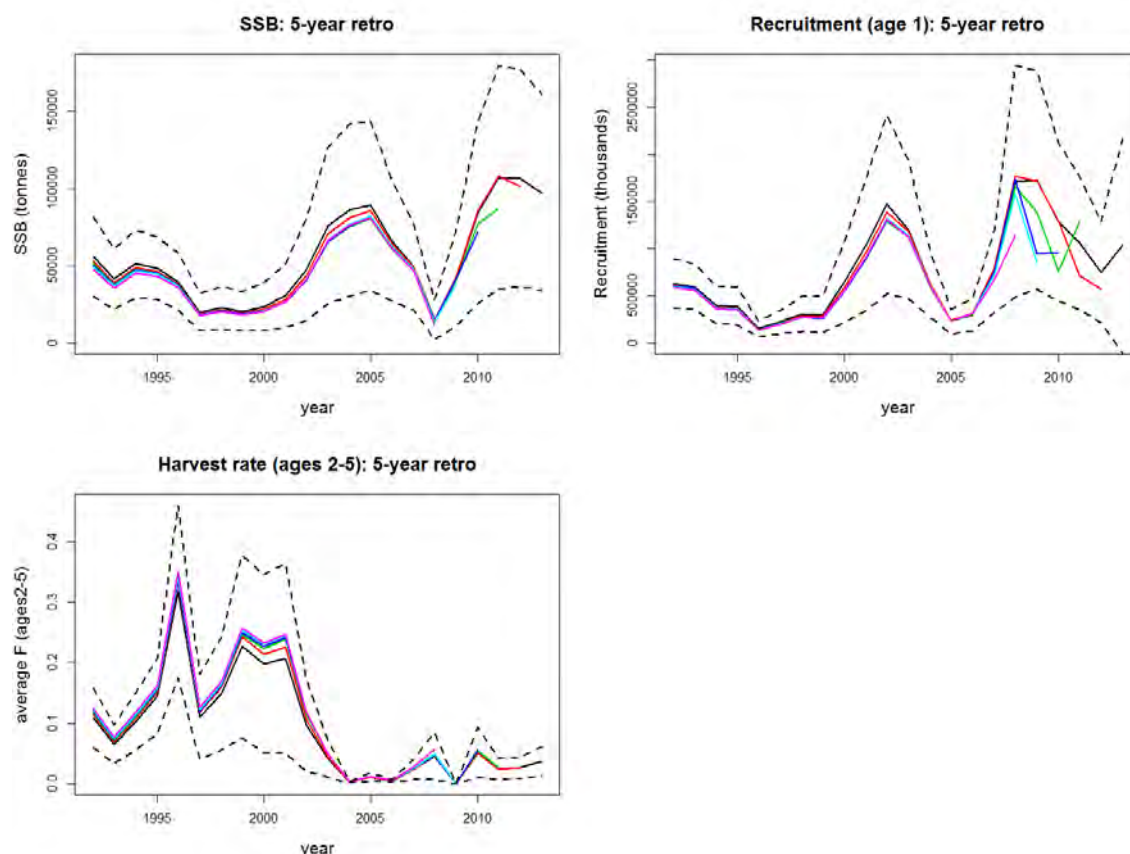 SSB: 5-year retro
SSB (tonnes)
0 50000 100000 150000
1995 2000 2005 2010
year
Recruitment (age 1): 5-year retro
Recruitment (thousands)
0 500000 1500000 2500000
1995 2000 2005 2010
year
Harvest rate (ages 2-5): 5-year retro
average F (ages2-5)
0.0 0.1 0.2 0.3 0.4
1995 2000 2005 2010
year